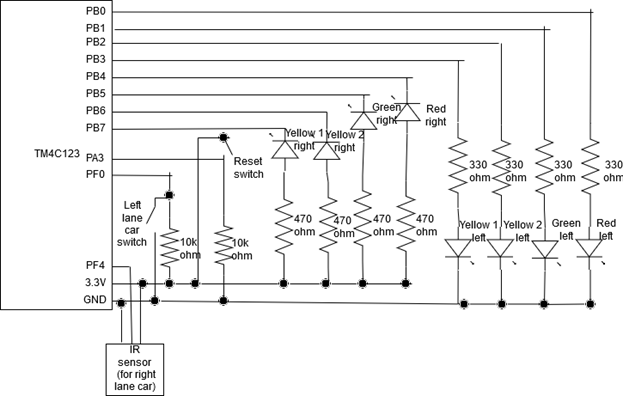 PB0
PB1
PB2
PB3
PB4
PB5
PB6
PB7
TM4C123
PA3
PF0
PF4
3.3V
GND
Left
lane
car
switch
10k
ohm
10k
ohm
Reset
switch
Yellow 1
right
Yellow 2
right
Green
right
Red
right
470
ohm
470
ohm
470
ohm
470
ohm
330
ohm
330
ohm
330
ohm
330
ohm
Yellow 1
left
Yellow 2
left
Green
left
Red
left
IR
sensor
(for right
lane car)